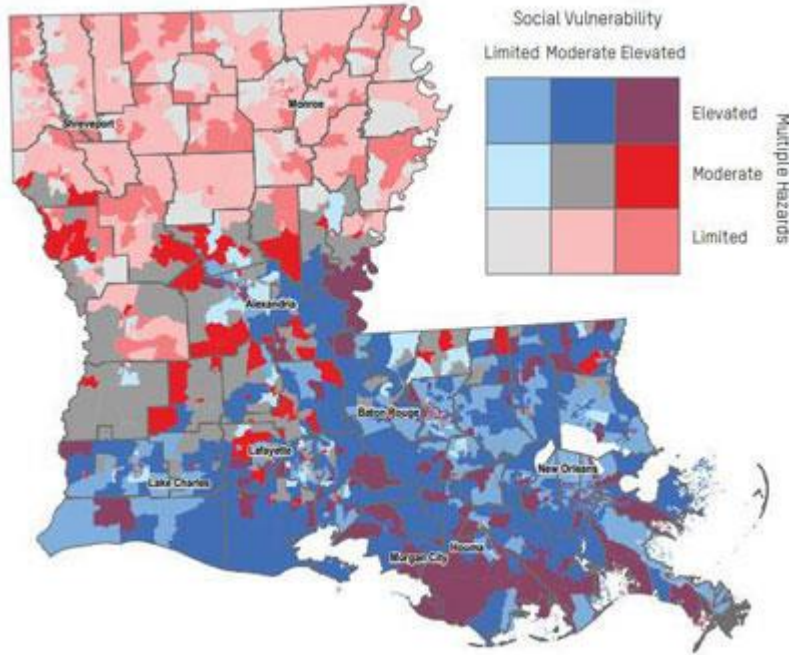 Social Vulnerability
Limited Moderate Elevated
Elevated
Moderate
Limited
Multiple Hazards
Shreveport
Monroe
Alexandria
Baton Rouge
Lafayette
Lake Charles
New Orleans
Houma
Morgan City